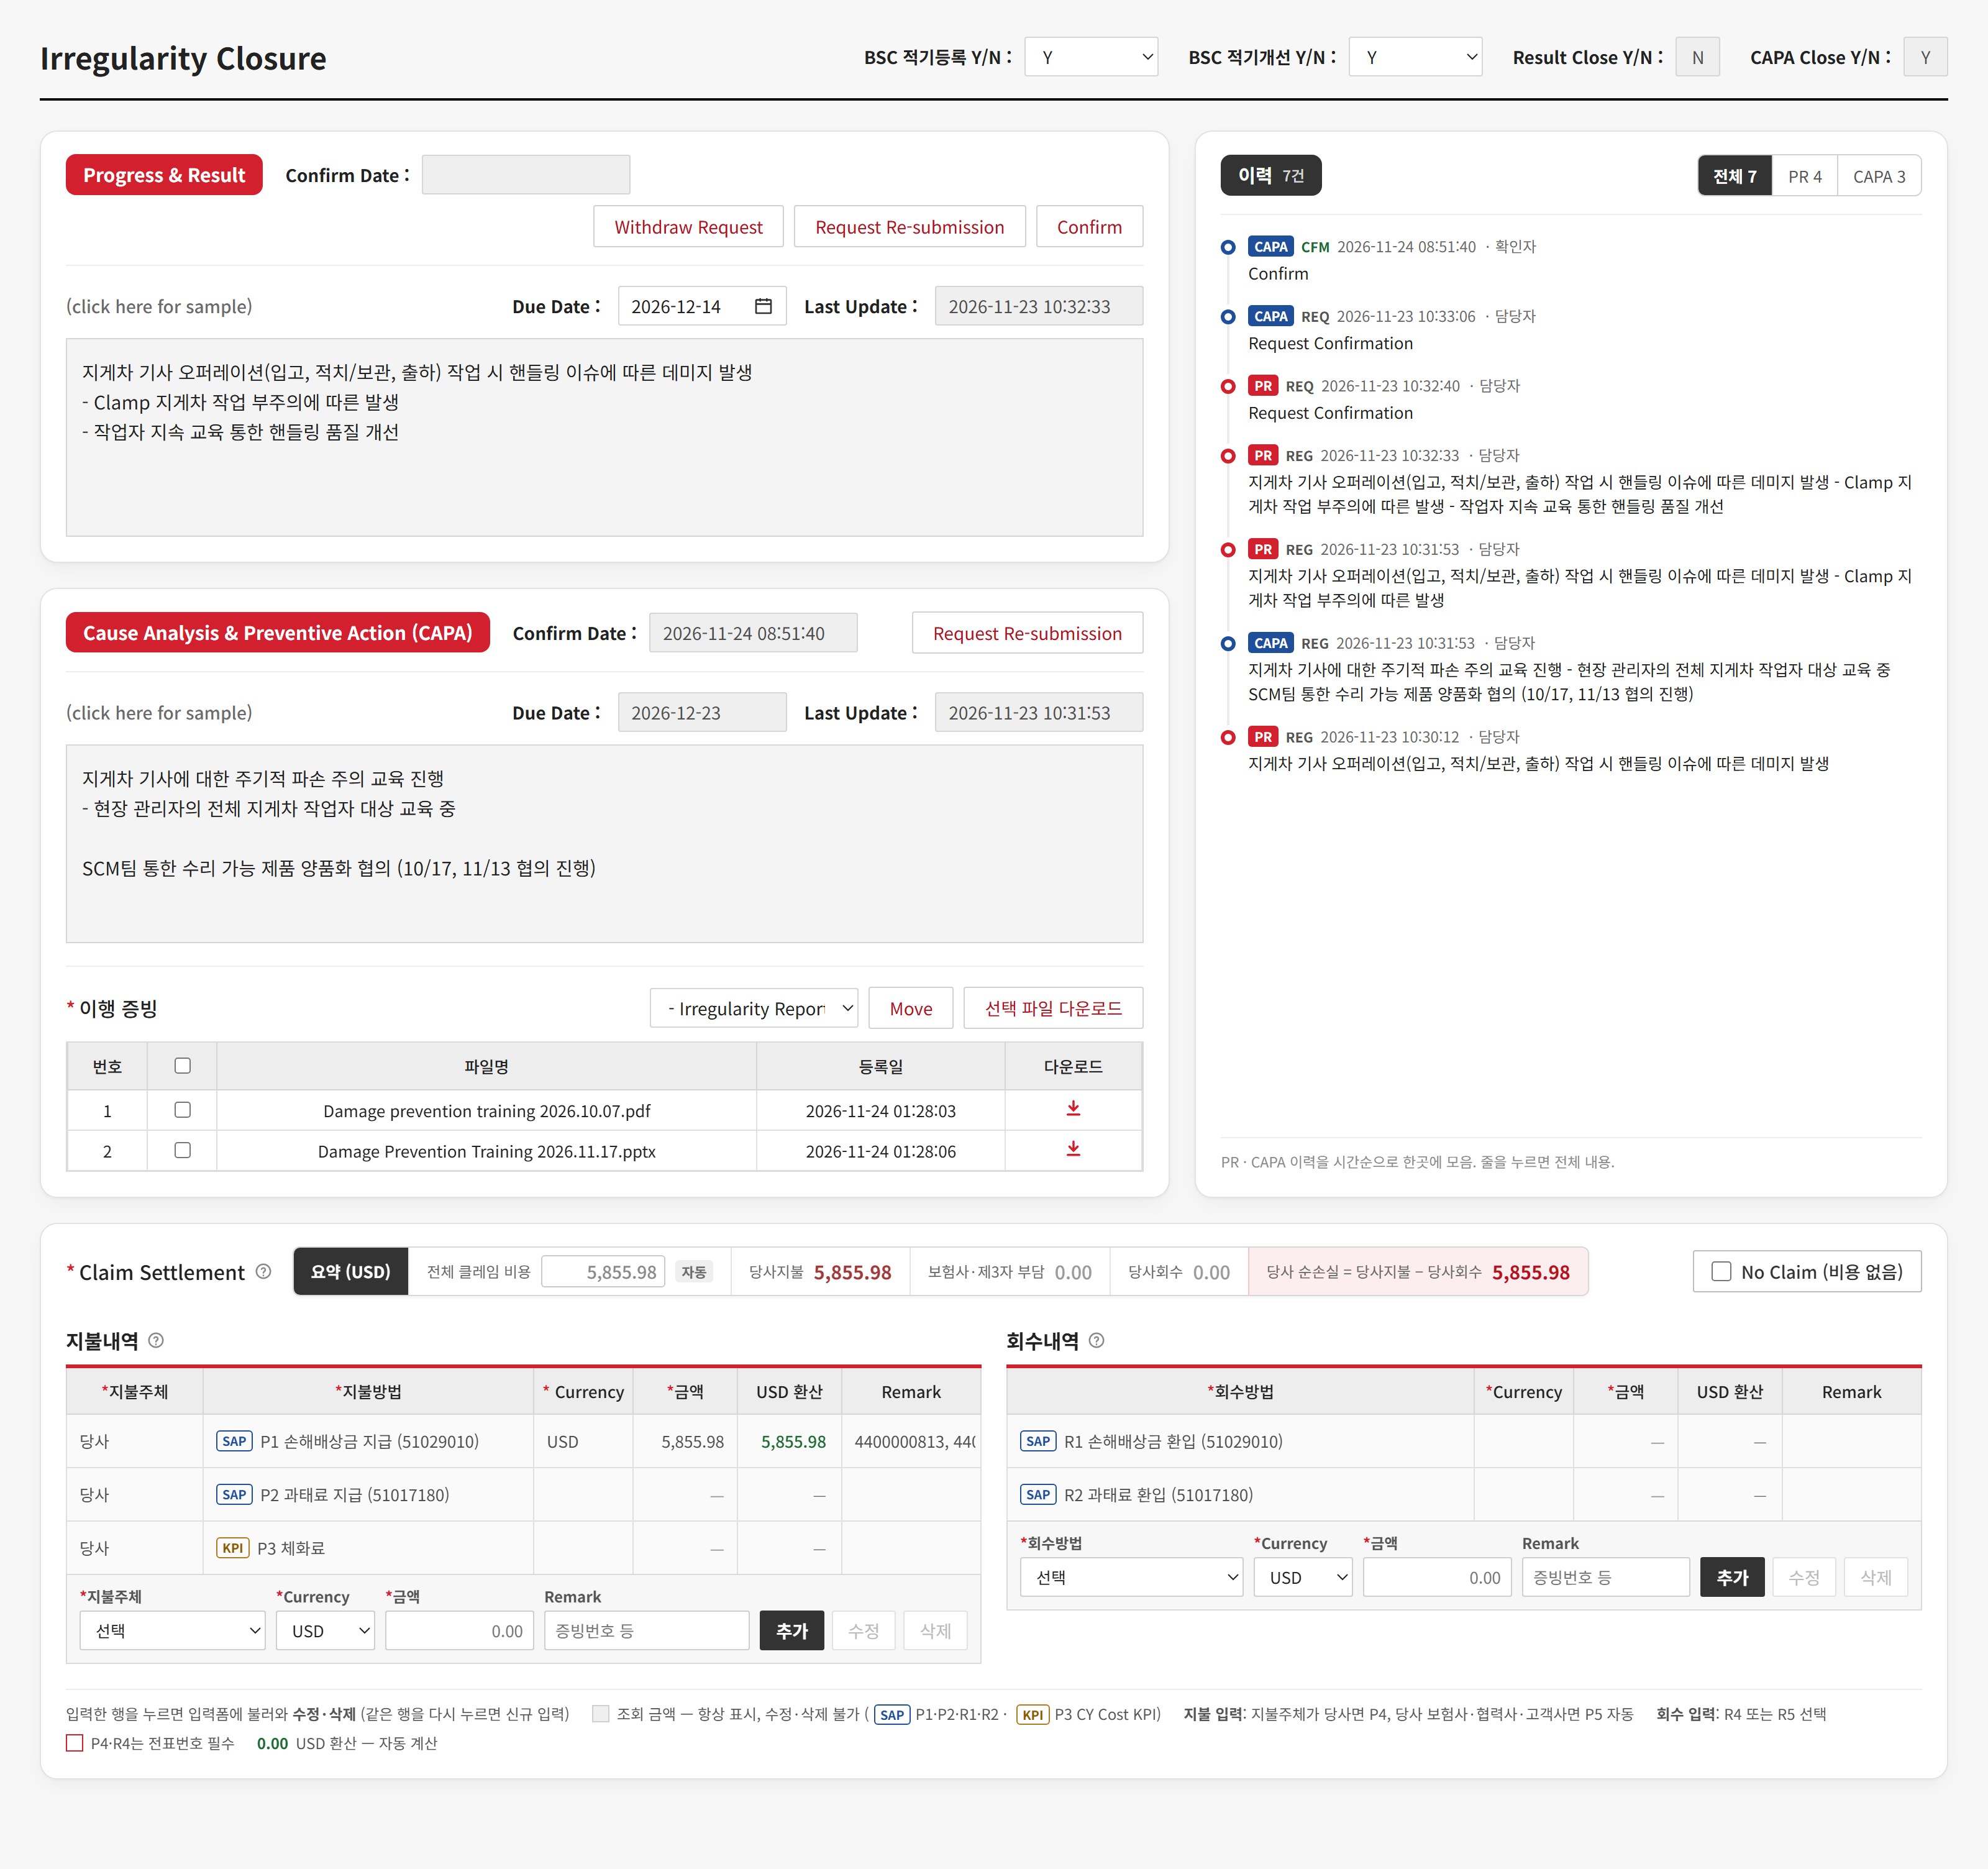 Irregularity Closure
BSC 적기등록 Y/N : Y
BSC 적기개선 Y/N : Y
Result Close Y/N : N
CAPA Close Y/N : Y
Progress & Result
Confirm Date :
Withdraw Request
Request Re-submission
Confirm
(click here for sample)
Due Date : 2026-12-14
Last Update : 2026-11-23 10:32:33
지게차 기사 오퍼레이션(입고, 적치/보관, 출하) 작업 시 핸들링 이슈에 따른 데미지 발생
- Clamp 지게차 작업 부주의에 따른 발생
- 작업자 지속 교육 통한 핸들링 품질 개선
Cause Analysis & Preventive Action (CAPA)
Confirm Date : 2026-11-24 08:51:40
Request Re-submission
(click here for sample)
Due Date : 2026-12-23
Last Update : 2026-11-23 10:31:53
지게차 기사에 대한 주기적 파손 주의 교육 진행
- 현장 관리자의 전체 지게차 작업자 대상 교육 중
SCM팀 통한 수리 가능 제품 양품화 협의 (10/17, 11/13 협의 진행)
* 이행 증빙
- Irregularity Report
Move
선택 파일 다운로드
번호 파일명 등록일 다운로드
1 Damage prevention training 2026.10.07.pdf 2026-11-24 01:28:03
2 Damage Prevention Training 2026.11.17.pptx 2026-11-24 01:28:06
이력 7건
전체 7 PR 4 CAPA 3
CAPA CFM 2026-11-24 08:51:40 · 확인자
Confirm
CAPA REQ 2026-11-23 10:33:06 · 담당자
Request Confirmation
PR REQ 2026-11-23 10:32:40 · 담당자
Request Confirmation
PR REG 2026-11-23 10:32:33 · 담당자
지게차 기사 오퍼레이션(입고, 적치/보관, 출하) 작업 시 핸들링 이슈에 따른 데미지 발생 - Clamp 지
게차 작업 부주의에 따른 발생 - 작업자 지속 교육 통한 핸들링 품질 개선
PR REG 2026-11-23 10:31:53 · 담당자
지게차 기사 오퍼레이션(입고, 적치/보관, 출하) 작업 시 핸들링 이슈에 따른 데미지 발생 - Clamp 지
게차 작업 부주의에 따른 발생
CAPA REG 2026-11-23 10:31:53 · 담당자
지게차 기사에 대한 주기적 파손 주의 교육 진행 - 현장 관리자의 전체 지게차 작업자 대상 교육 중
SCM팀 통한 수리 가능 제품 양품화 협의 (10/17, 11/13 협의 진행)
PR REG 2026-11-23 10:30:12 · 담당자
지게차 기사 오퍼레이션(입고, 적치/보관, 출하) 작업 시 핸들링 이슈에 따른 데미지 발생
PR · CAPA 이력을 시간순으로 한곳에 모음. 줄을 누르면 전체 내용.
* Claim Settlement ?
요약 (USD) 전체 클레임 비용 5,855.98 자동 당사지불 5,855.98 보험사·제3자 부담 0.00 당사회수 0.00 당사 순손실 = 당사지불 − 당사회수 5,855.98
No Claim (비용 없음)
지불내역 ?
*지불주체 *지불방법 * Currency *금액 USD 환산 Remark
당사 SAP P1 손해배상금 지급 (51029010) USD 5,855.98 5,855.98 4400000813, 440
당사 SAP P2 과태료 지급 (51017180) — —
당사 KPI P3 체화료 — —
*지불주체 *Currency *금액 Remark
선택 USD 0.00 증빙번호 등 추가 수정 삭제
회수내역 ?
*회수방법 *Currency *금액 USD 환산 Remark
SAP R1 손해배상금 환입 (51029010) — —
SAP R2 과태료 환입 (51017180) — —
*회수방법 *Currency *금액 Remark
선택 USD 0.00 증빙번호 등 추가 수정 삭제
입력한 행을 누르면 입력폼에 불러와 수정·삭제 (같은 행을 다시 누르면 신규 입력) 조회 금액 — 항상 표시, 수정·삭제 불가 ( SAP P1·P2·R1·R2 · KPI P3 CY Cost KPI) 지불 입력: 지불주체가 당사면 P4, 당사 보험사·협력사·고객사면 P5 자동 회수 입력: R4 또는 R5 선택
P4·R4는 전표번호 필수 0.00 USD 환산 — 자동 계산